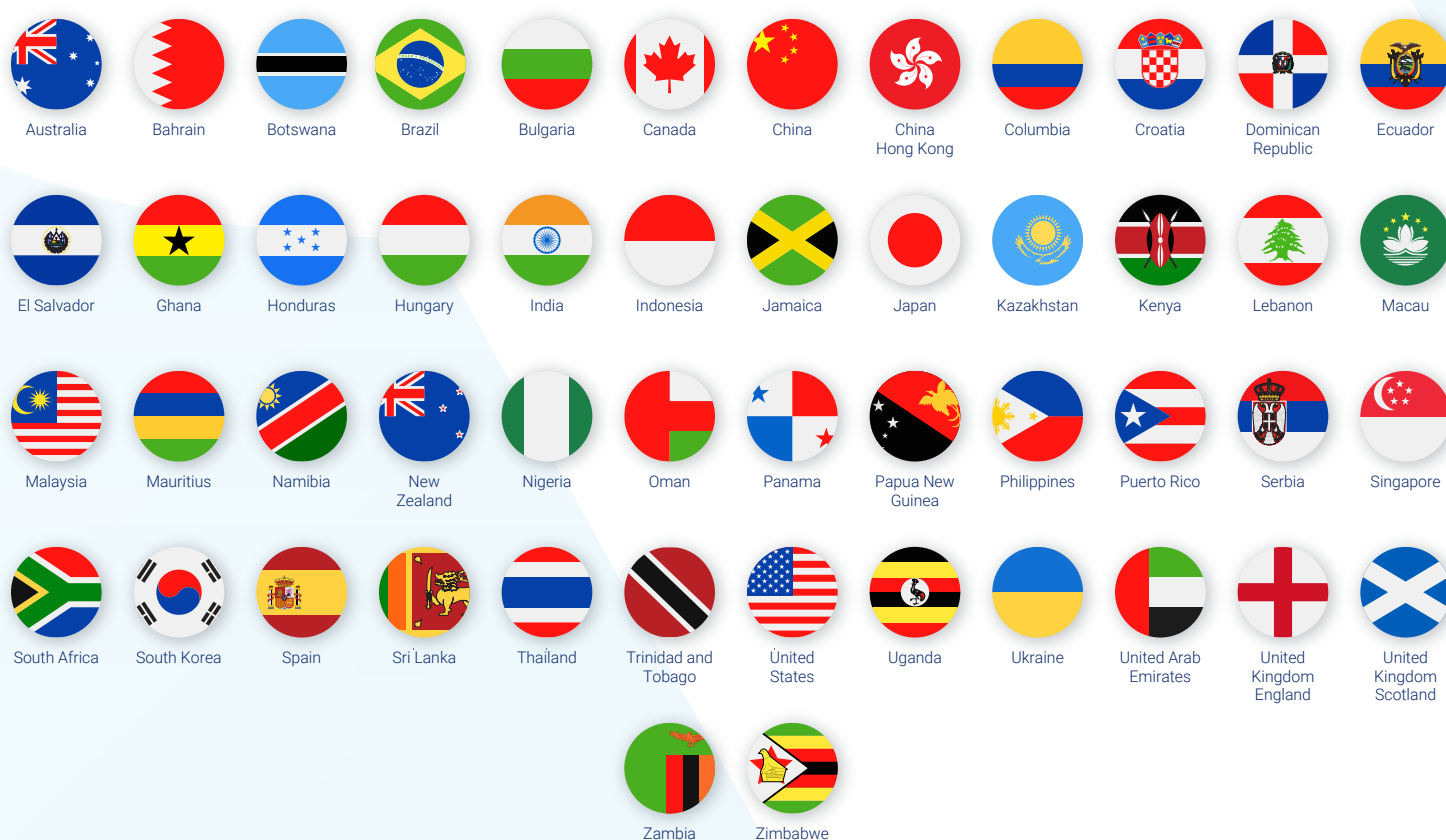 Australia
Bahrain
Botswana
Brazil
Bulgaria
Canada
China
China
Hong Kong
Columbia
Croatia
Dominican
Republic
Ecuador
El Salvador
Ghana
Honduras
Hungary
India
Indonesia
Jamaica
Japan
Kazakhstan
Kenya
Lebanon
Macau
Malaysia
Mauritius
Namibia
New
Zealand
Nigeria
Oman
Panama
Papua New
Guinea
Philippines
Puerto Rico
Serbia
Singapore
South Africa
South Korea
Spain
Sri Lanka
Thailand
Trinidad and
Tobago
United
States
Uganda
Ukraine
United Arab
Emirates
United
Kingdom
England
United
Kingdom
Scotland
Zambia
Zimbabwe